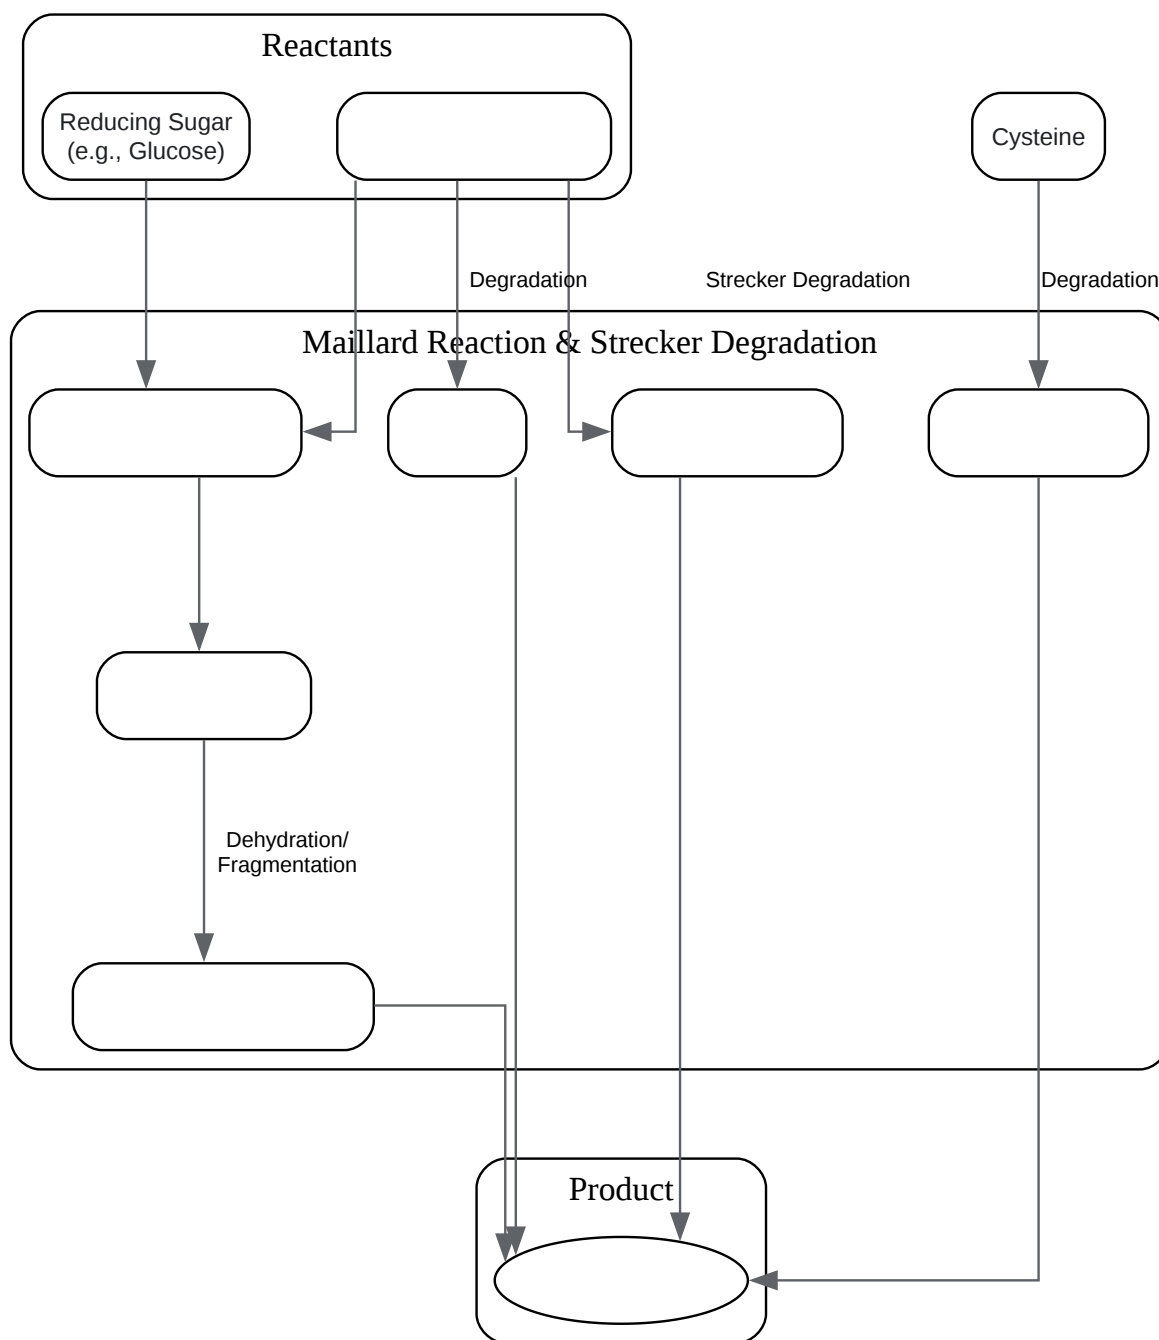 Reactants
Reducing Sugar
(e.g., Glucose)
Cysteine
Degradation
Strecker Degradation
Degradation
Maillard Reaction & Strecker Degradation
Dehydration/
Fragmentation
Product